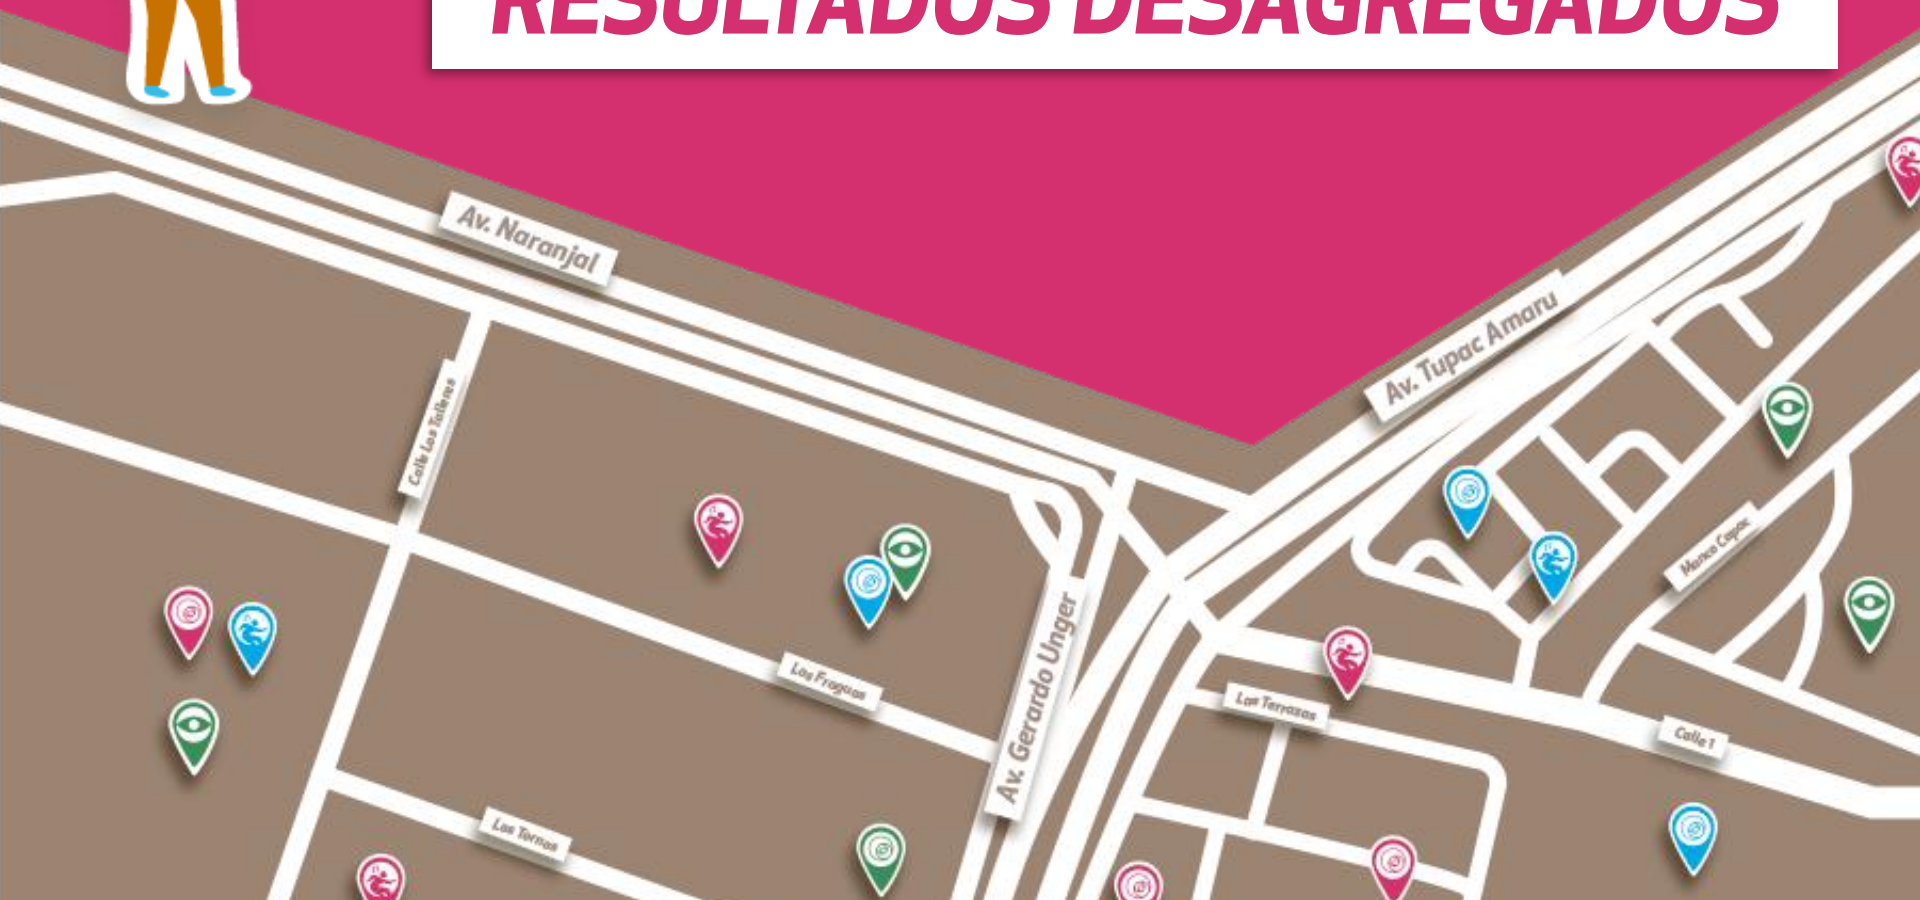 RESULTADOS DESAGREGADOS
Av. Naranjal
Av. Tupac Amaru
Calle Los Talleres
Manco Capac
Av. Gerardo Unger
Las Fraguas
Las Terrazas
Calle 1
Los Tornos